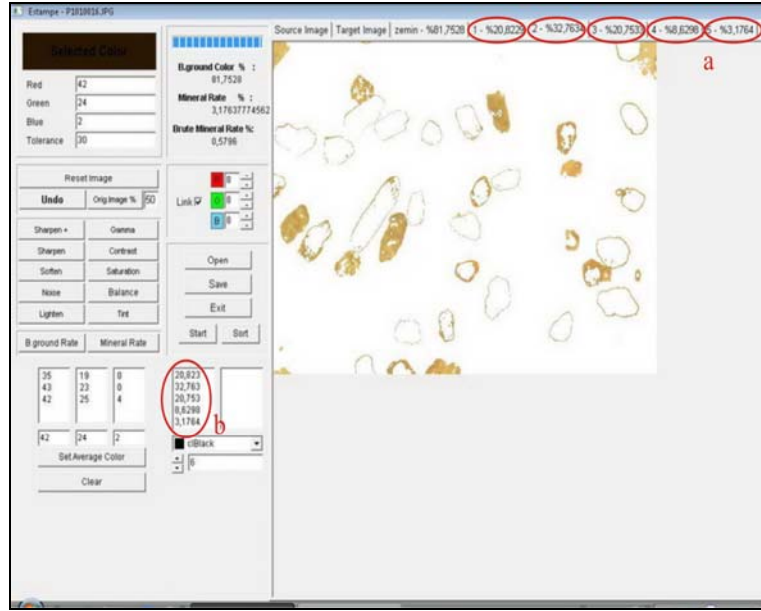 Estampe - P1010016.JPG
Selected Color
Red 42
Green 24
Blue 2
Tolerance 30
B.ground Color % :
81,7528
Mineral Rate % :
3,17637774562
Brute Mineral Rate %:
0,5796
Source Image Target Image zemin - %81,7528 1 - %20,8229 2 - %32,7634 3 - %20,7533 4 - %8,6298 5 - %3,1764
a
Reset Image
Undo Orig.Image % 50
Link 0
G 0
B 0
Sharpen + Gamma
Sharpen Contrast
Soften Saturation
Noise Balance
Lighten Tint
B.ground Rate Mineral Rate
Open
Save
Exit
Start Sort
35 19 0
43 23 0
42 25 4
42 24 2
Set Average Color
Clear
20,823
32,763
20,753
8,6298
3,1764
b
clBlack
6